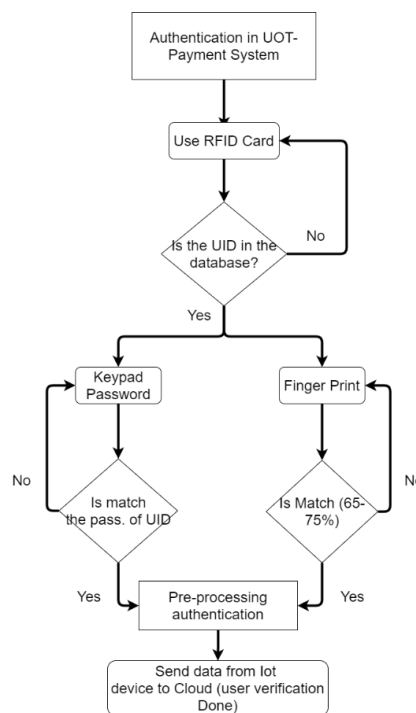 Authentication in UOT-
Payment System
Use RFID Card
No
Is the UID in the
database?
Yes
Keypad
Password
Finger Print
No
Is match
the pass. of UID
Is Match (65-
75%)
Yes
Pre-processing
authentication
Yes
Send data from Iot
device to Cloud (user verification
Done)